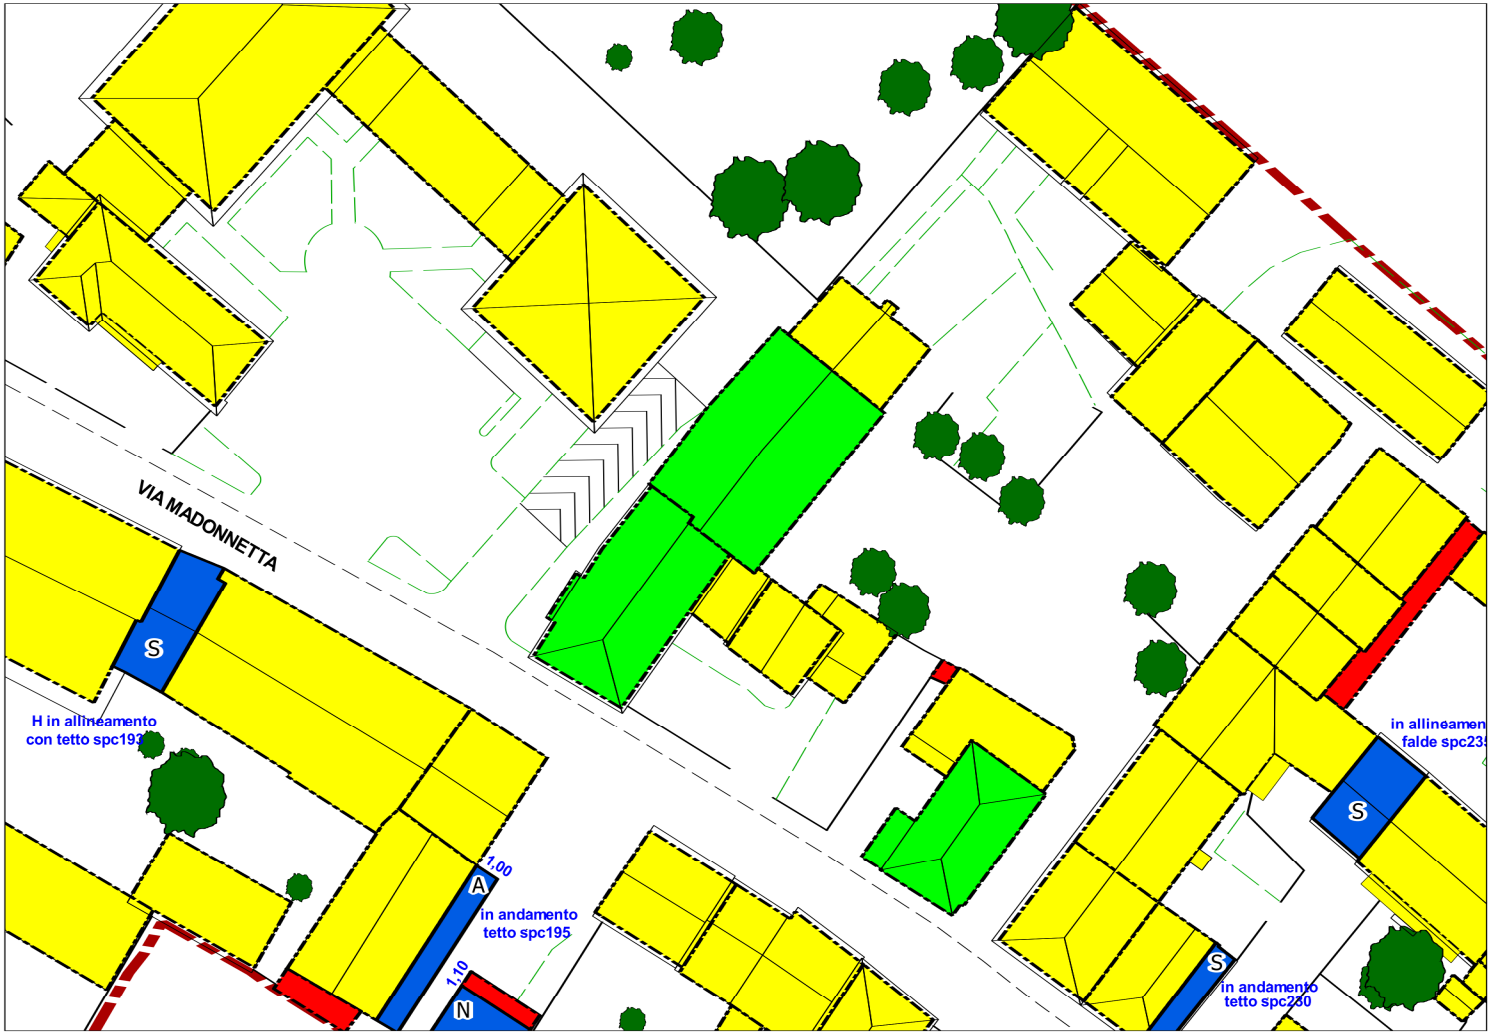 VIA MADONNETTA
S
H in allineamento
con tetto spc193
in allineamen
falde spc235
S
1,00
A
in andamento
tetto spc195
1,10
N
S
in andamento
tetto spc230